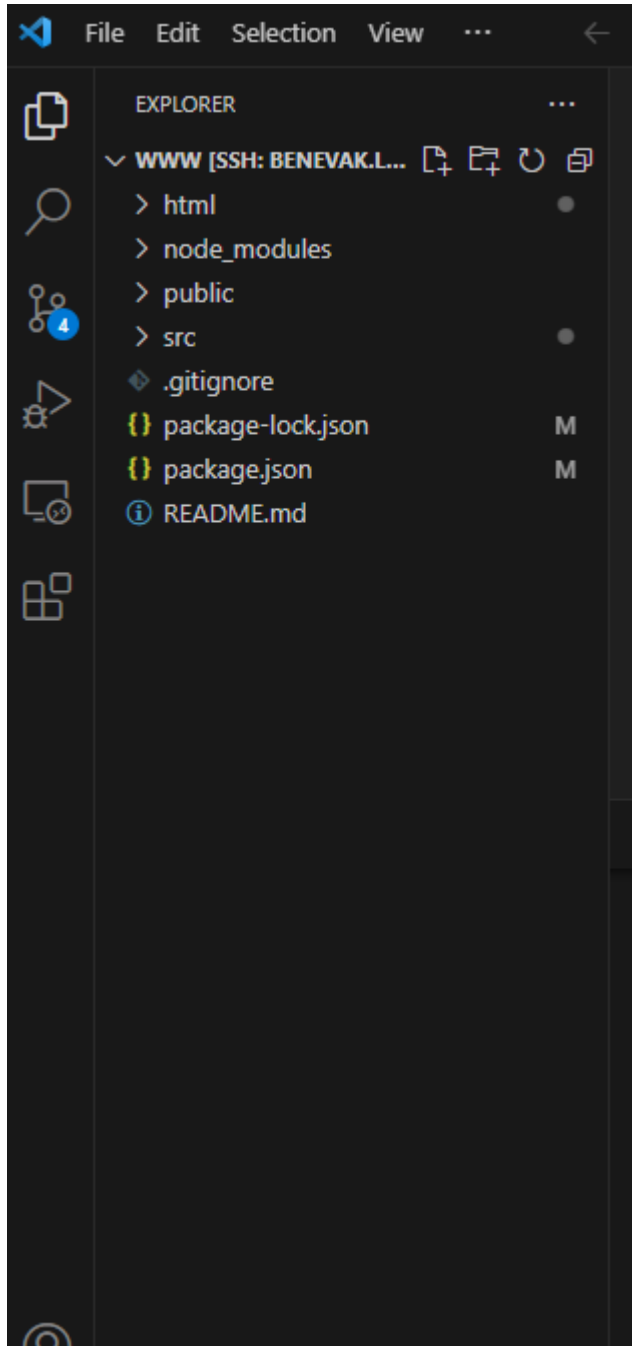 File Edit Selection View ...
EXPLORER ...
WWW [SSH: BENEVAK.L...
html
node_modules
public
4
src
.gitignore
{} package-lock.json M
{} package.json M
README.md